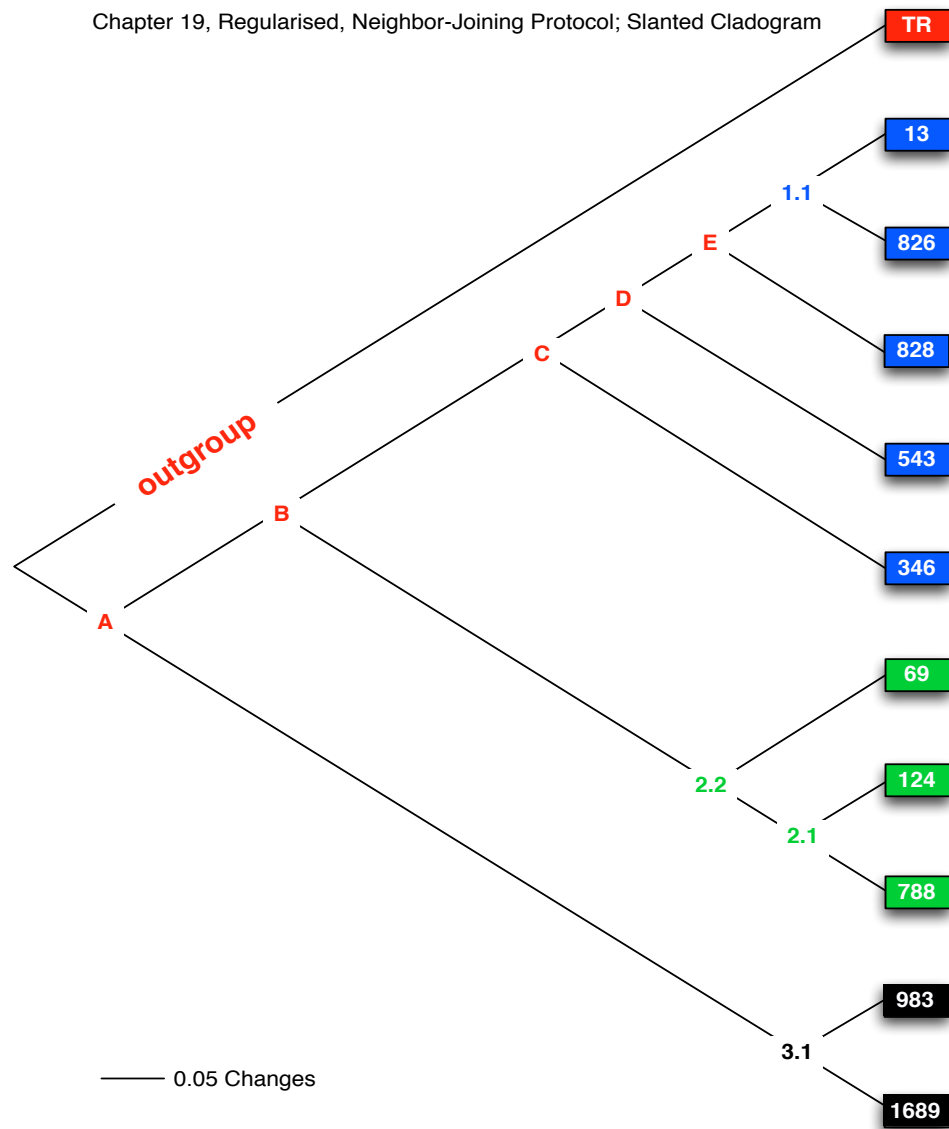 Chapter 19, Regularised, Neighbor-Joining Protocol; Slanted Cladogram
TR
13
1.1
826
E
D
828
C
outgroup
543
B
346
A
69
2.2
124
2.1
788
983
3.1
0.05 Changes
1689